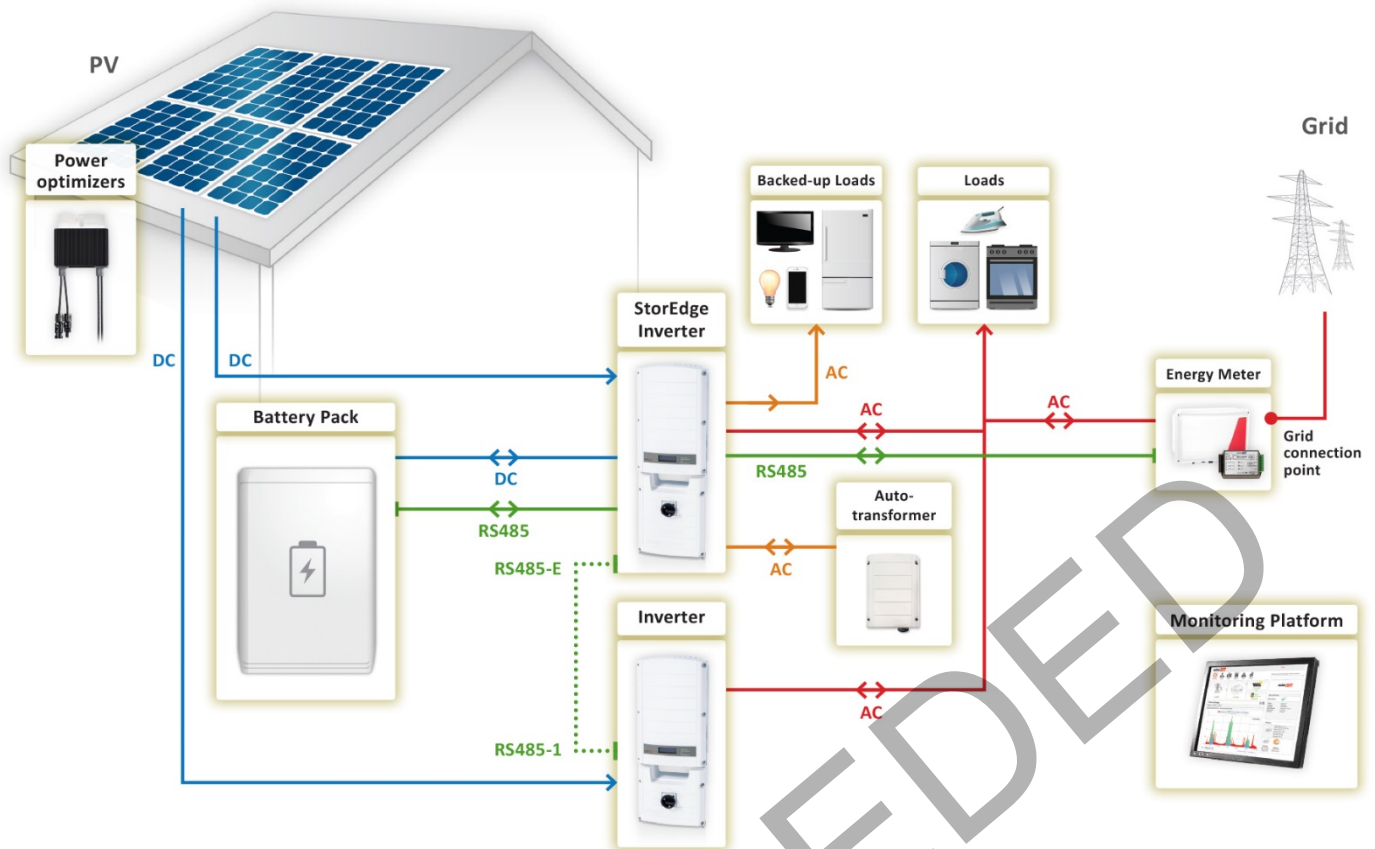 PV
Grid
Power
optimizers
Backed-up Loads
Loads
StorEdge
Inverter
DC
DC
AC
Energy Meter
Battery Pack
AC
AC
Grid
connection
point
DC
RS485
Auto-
transformer
RS485
RS485-E
AC
Inverter
Monitoring Platform
AC
RS485-1
EDED